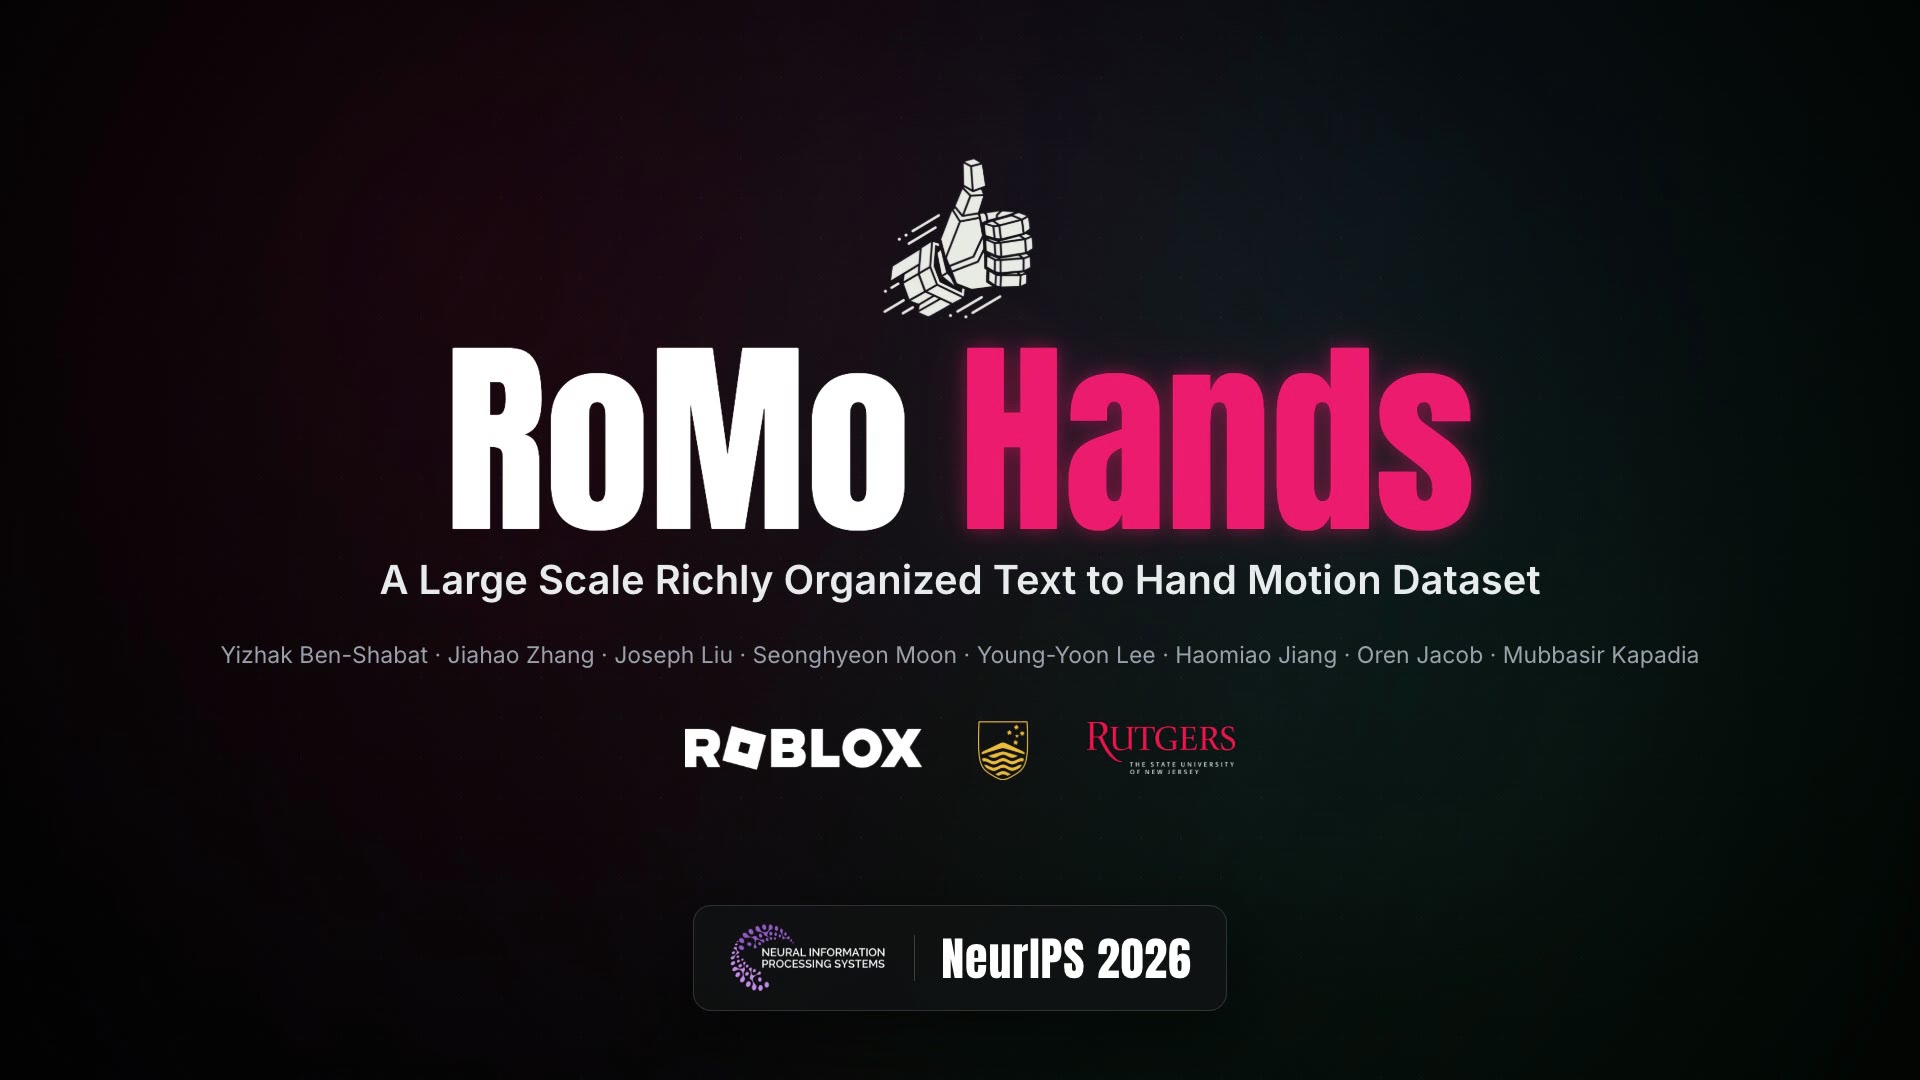 RoMo Hands
A Large Scale Richly Organized Text to Hand Motion Dataset
Yizhak Ben-Shabat · Jiahao Zhang · Joseph Liu · Seonghyeon Moon · Young-Yoon Lee · Haomiao Jiang · Oren Jacob · Mubbasir Kapadia
ROBLOX
RUTGERS
THE STATE UNIVERSITY
OF NEW JERSEY
NEURAL INFORMATION
PROCESSING SYSTEMS
NeurIPS 2026